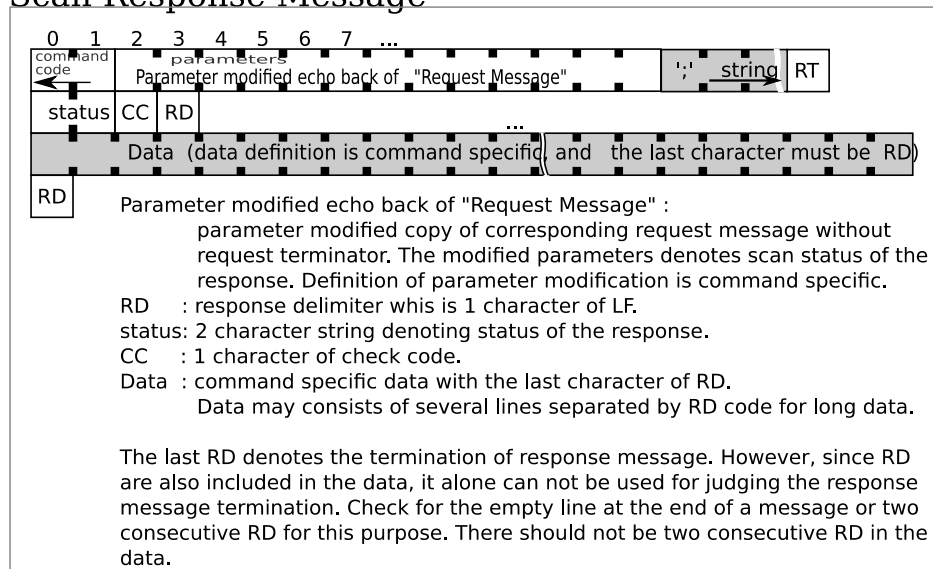 Scan Response Message
0 1 2 3 4 5 6 7 ...
command code parameters
Parameter modified echo back of "Request Message" ';' string RT
status CC RD
...
Data (data definition is command specific, and the last character must be RD)
RD
Parameter modified echo back of "Request Message" :
parameter modified copy of corresponding request message without
request terminator. The modified parameters denotes scan status of the
response. Definition of parameter modification is command specific.
RD : response delimiter whis is 1 character of LF.
status: 2 character string denoting status of the response.
CC : 1 character of check code.
Data : command specific data with the last character of RD.
Data may consists of several lines separated by RD code for long data.
The last RD denotes the termination of response message. However, since RD
are also included in the data, it alone can not be used for judging the response
message termination. Check for the empty line at the end of a message or two
consecutive RD for this purpose. There should not be two consecutive RD in the
data.